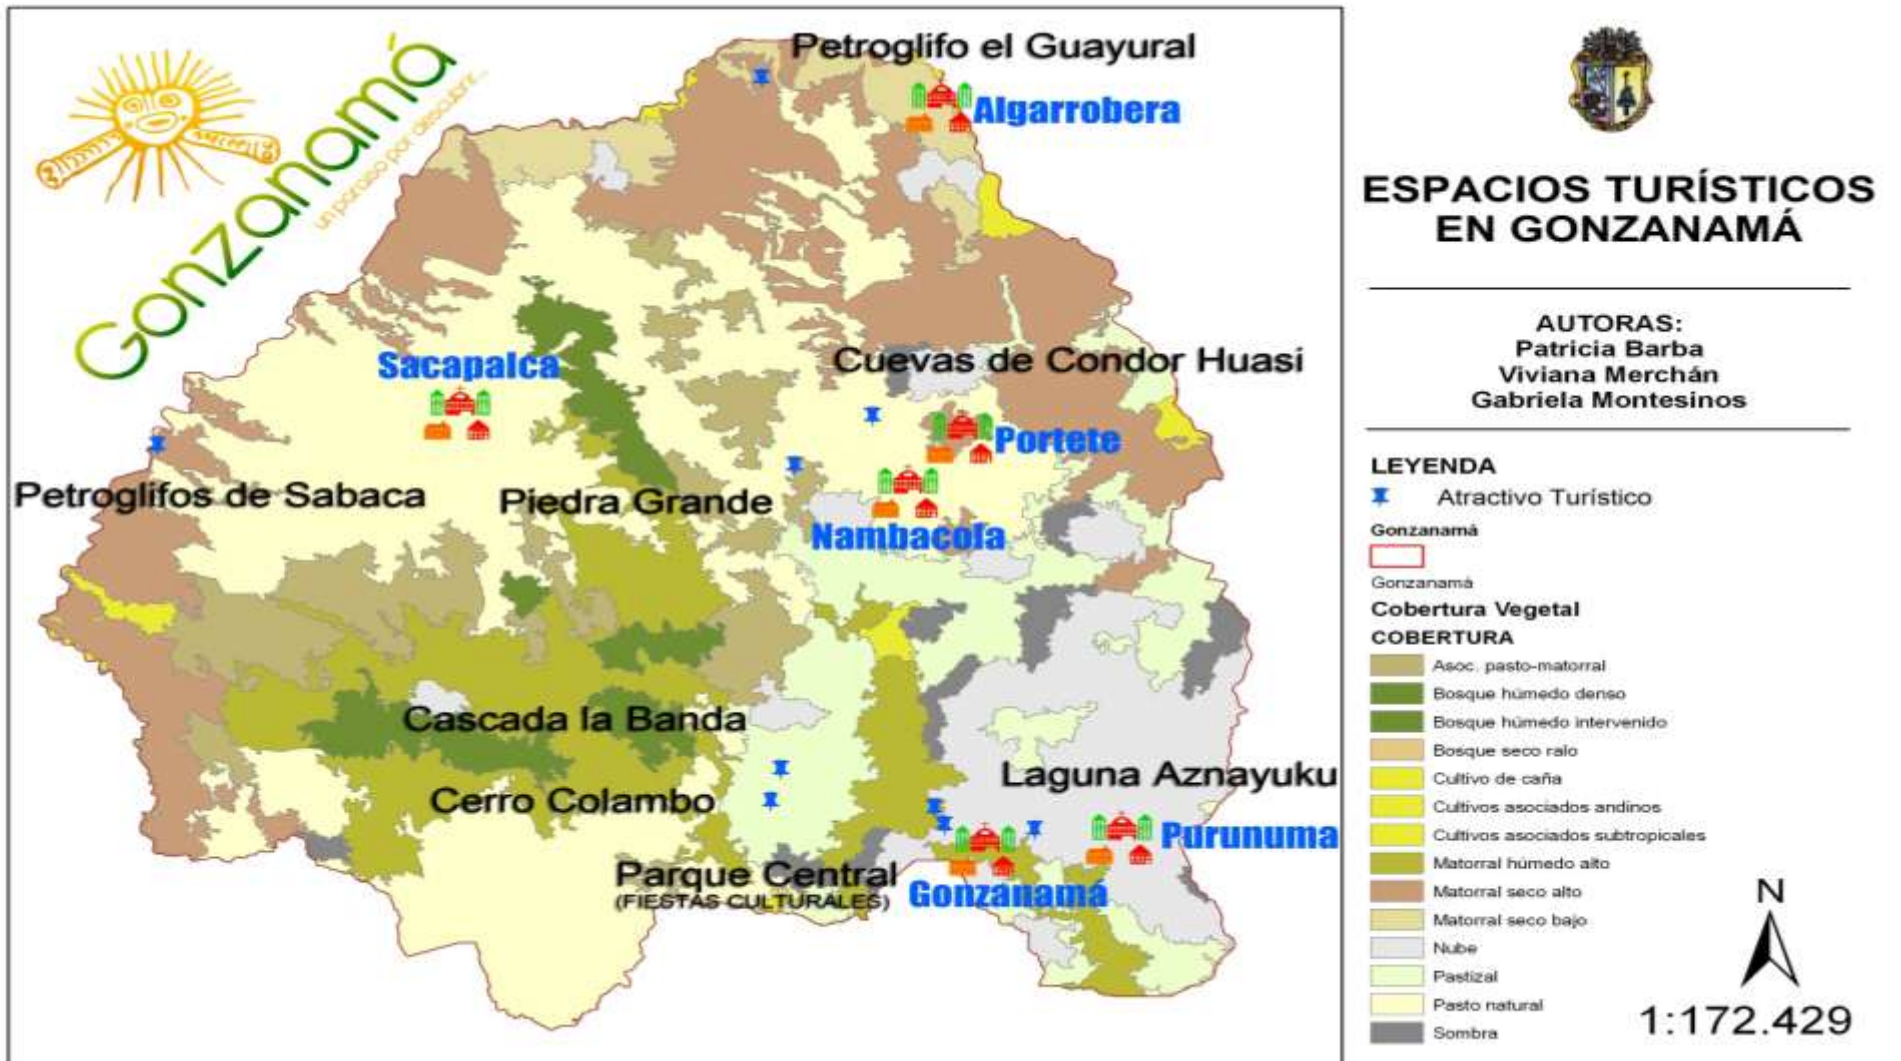 Gonzanamá
un paraíso por descubrir...
Petroglifo el Guayural
Algarrobera
Cuevas de Condor Huasi
Sacapalca
Portete
Petroglifos de Sabaca
Piedra Grande
Nambacola
Cascada la Banda
Laguna Aznayuku
Cerro Colambo
Purunuma
Parque Central
(FIESTAS CULTURALES)
Gonzanamá
ESPACIOS TURÍSTICOS
EN GONZANAMÁ
AUTORAS:
Patricia Barba
Viviana Merchán
Gabriela Montesinos
LEYENDA
Atractivo Turístico
Gonzanamá
Gonzanamá
Cobertura Vegetal
COBERTURA
Asoc. pasto-matorral
Bosque húmedo denso
Bosque húmedo intervenido
Bosque seco ralo
Cultivo de caña
Cultivos asociados andinos
Cultivos asociados subtropicales
Matorral húmedo alto
Matorral seco alto
Matorral seco bajo
Nube
Pastizal
Pasto natural
Sombra
N
1:172.429